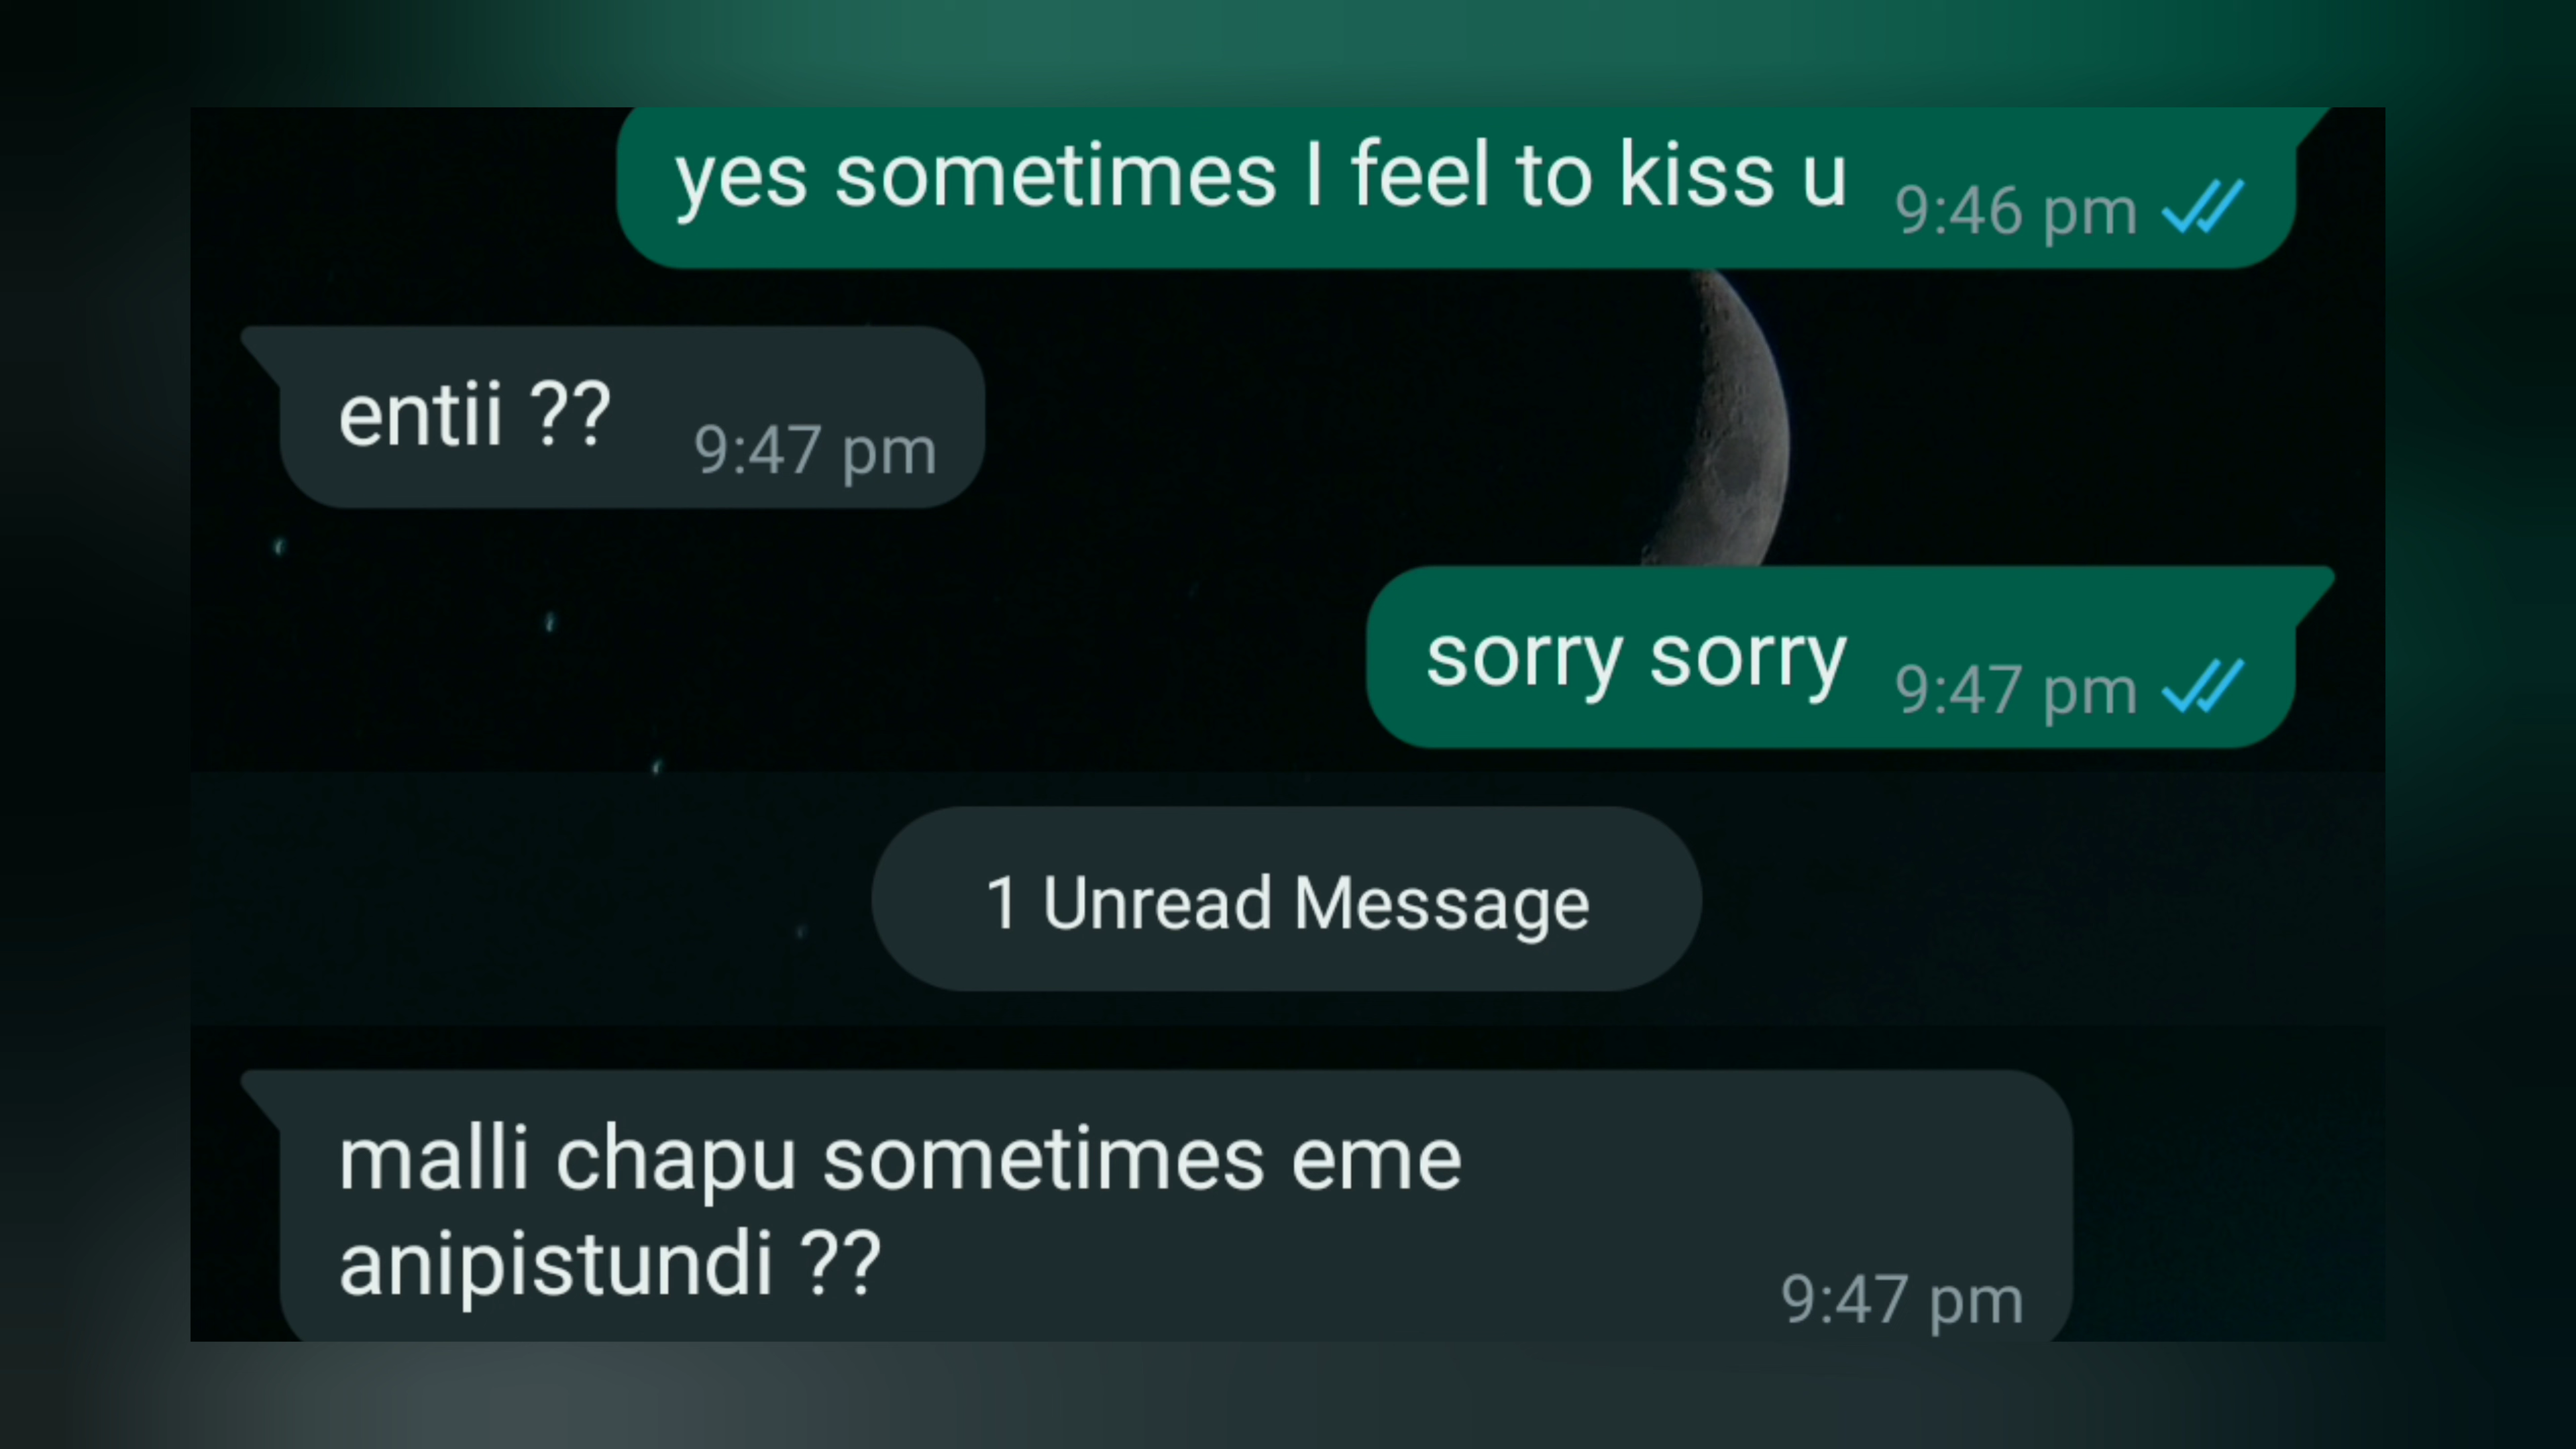 yes sometimes I feel to kiss u 9:46 pm
entii ?? 9:47 pm
sorry sorry 9:47 pm
1 Unread Message
malli chapu sometimes eme
anipistundi ?? 9:47 pm